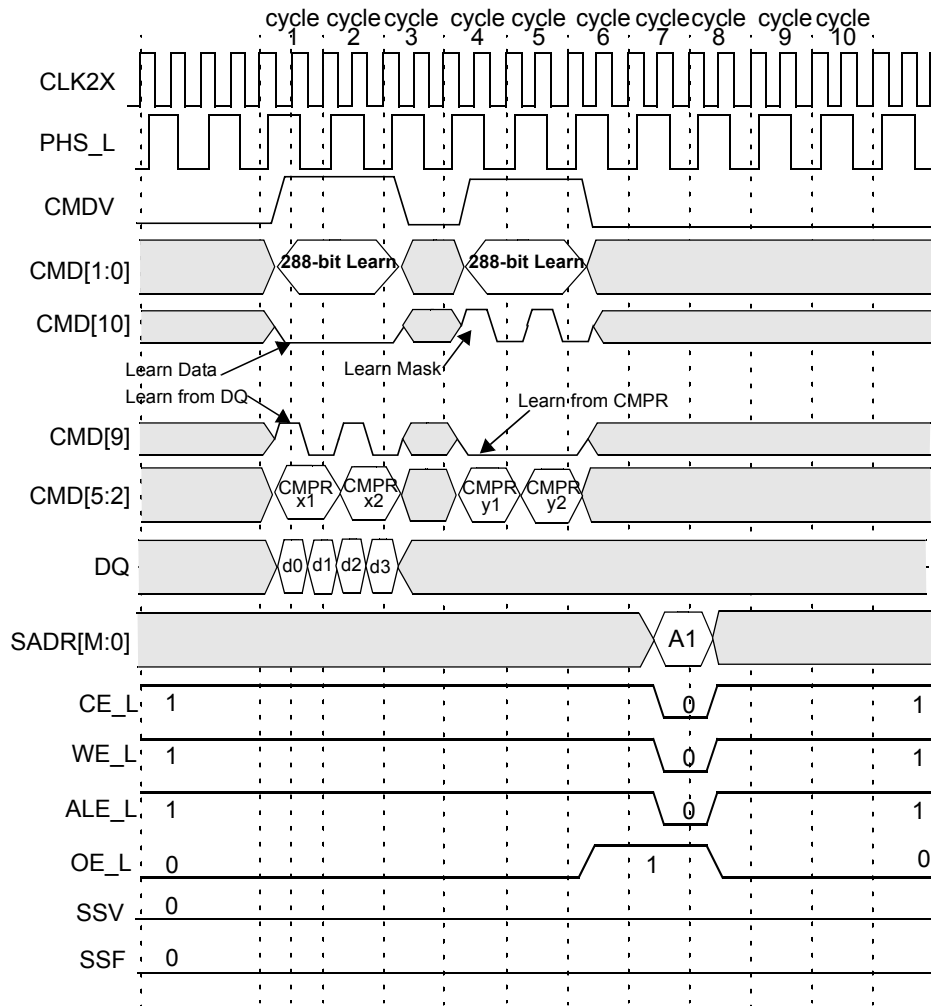 cycle cycle cycle cycle cycle cycle cycle cycle cycle cycle
1 2 3 4 5 6 7 8 9 10
CLK2X
PHS_L
CMDV
CMD[1:0] 288-bit Learn 288-bit Learn
CMD[10]
Learn Data Learn Mask
Learn from DQ Learn from CMPR
CMD[9]
CMD[5:2] CMPR x1 CMPR x2 CMPR y1 CMPR y2
DQ d0 d1 d2 d3
SADR[M:0] A1
CE_L 1 0 1
WE_L 1 0 1
ALE_L 1 0 1
OE_L 0 1 0
SSV 0
SSF 0